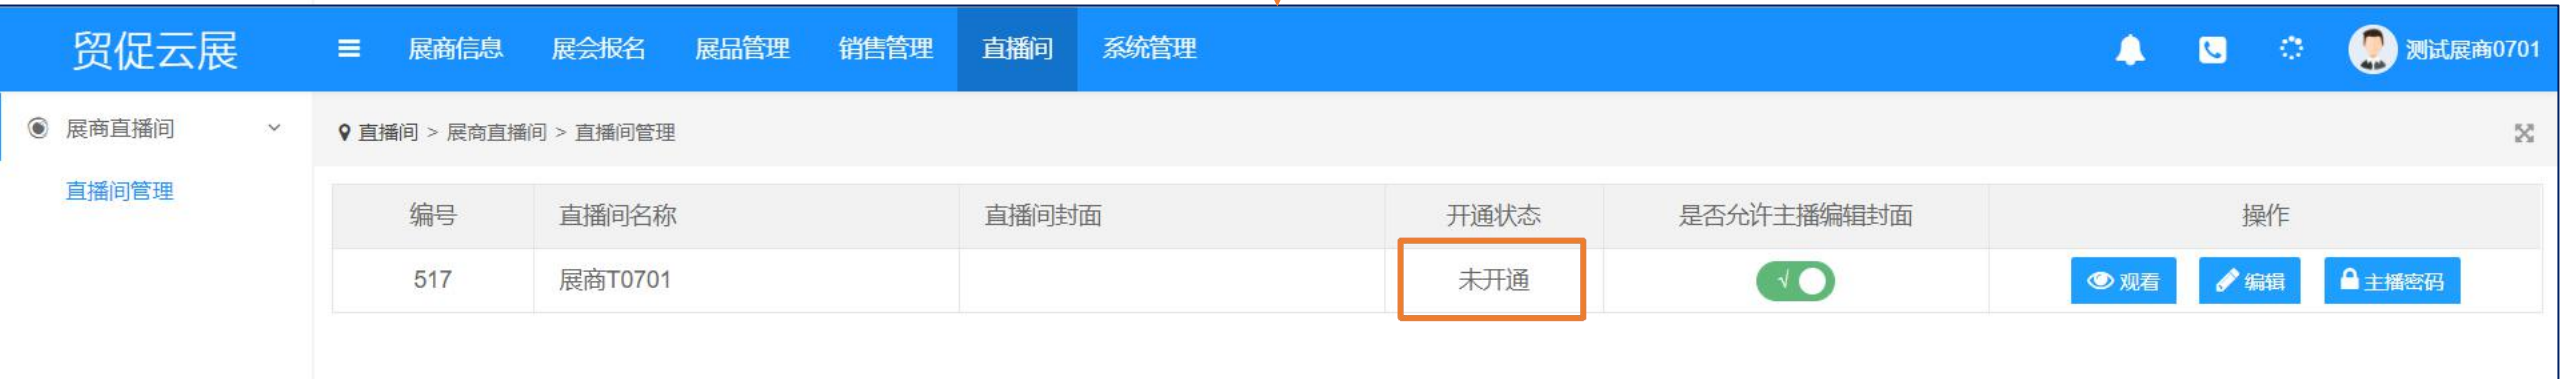 贸促云展 展商信息 展会报名 展品管理 销售管理 直播间 系统管理 测试展商0701
展商直播间
直播间 > 展商直播间 > 直播间管理
直播间管理
编号 直播间名称 直播间封面 开通状态 是否允许主播编辑封面 操作
517 展商T0701 未开通 √ 观看 编辑 主播密码